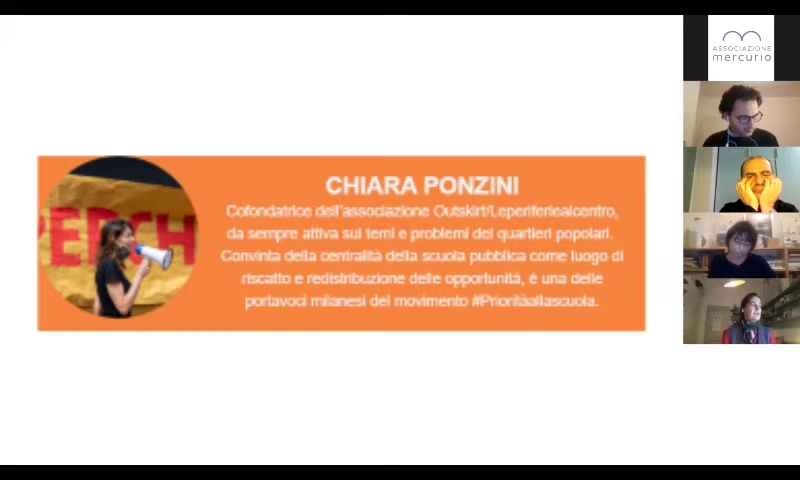 ASSOCIAZIONE
mercurio
PERCH
CHIARA PONZINI
Cofondatrice dell'associazione Outskirt/Leperiferiealcentro,
da sempre attiva sui temi e problemi dei quartieri popolari.
Convinta della centralità della scuola pubblica come luogo di
riscatto e redistribuzione delle opportunità, è una delle
portavoci milanesi del movimento #Prioritàallascuola.